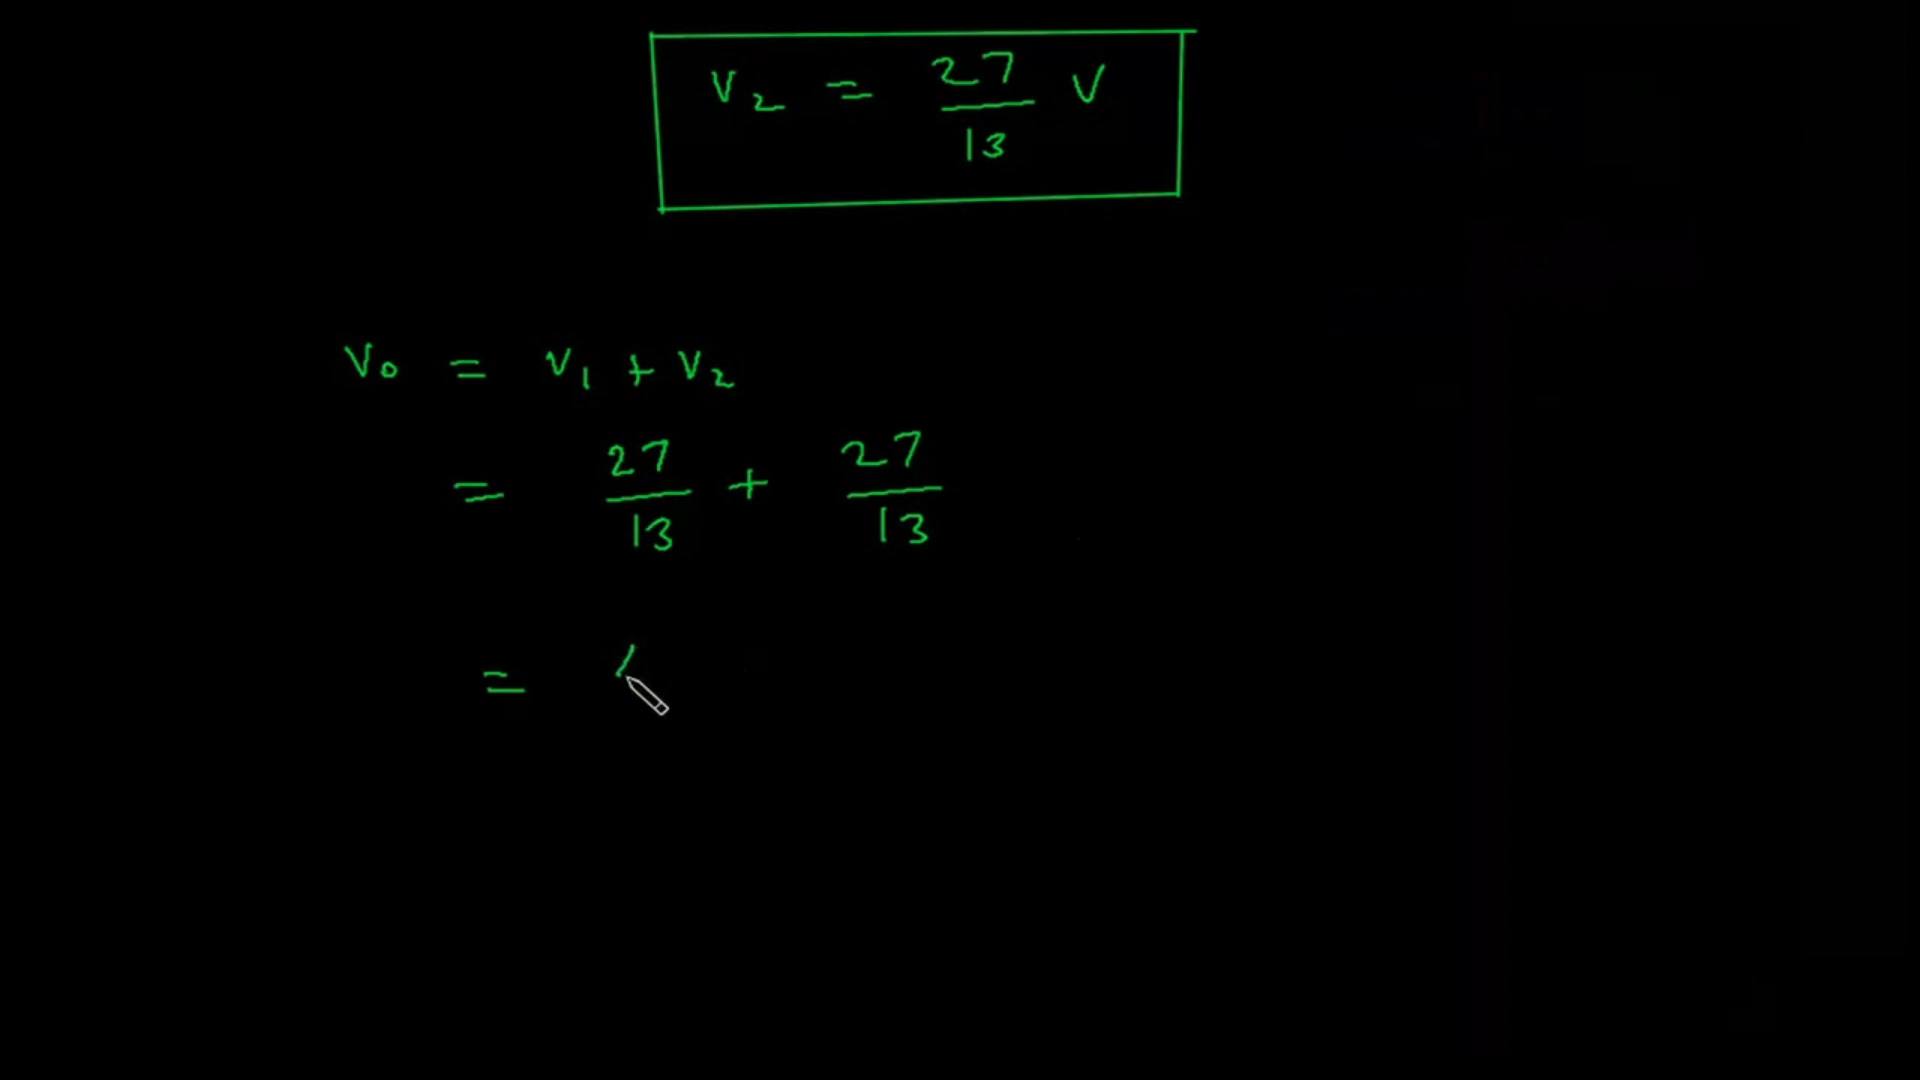 V₂ = 27/13 V
V₀ = V₁ + V₂
= 27/13 + 27/13
=